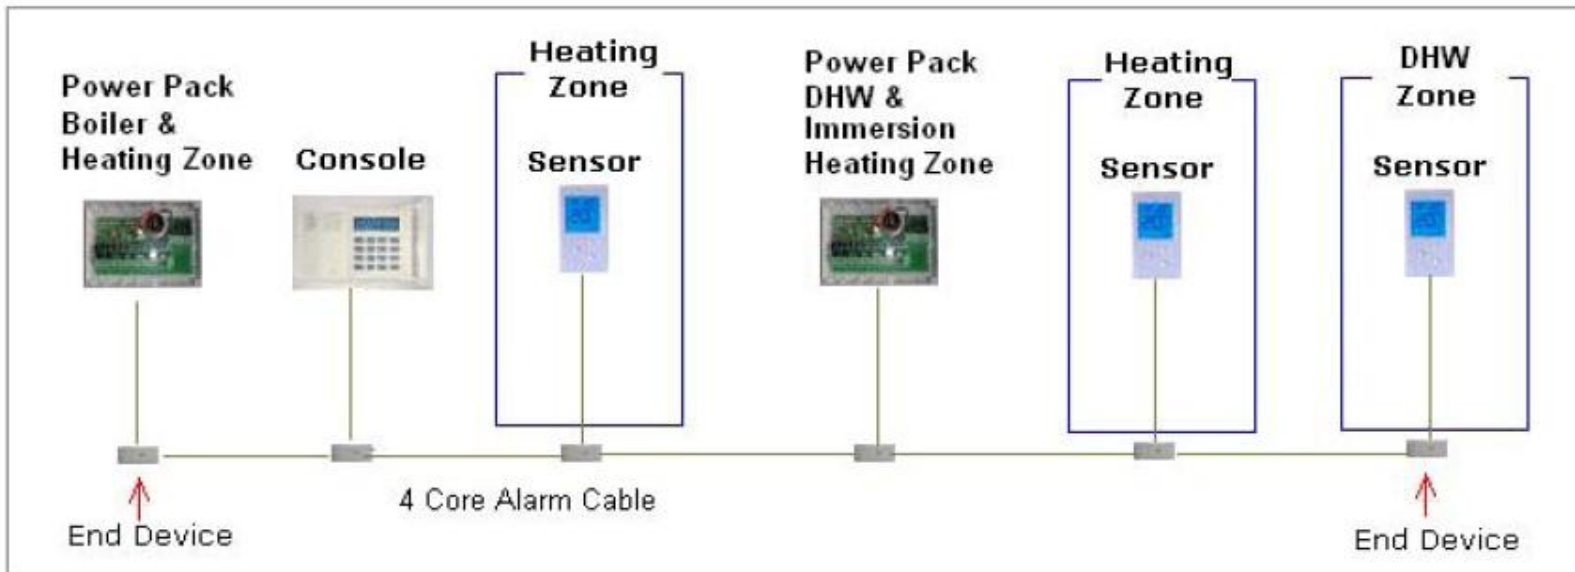 Power Pack
Boiler &
Heating Zone
Console
Heating
Zone
Sensor
Power Pack
DHW &
Immersion
Heating Zone
Heating
Zone
Sensor
DHW
Zone
Sensor
4 Core Alarm Cable
End Device
End Device